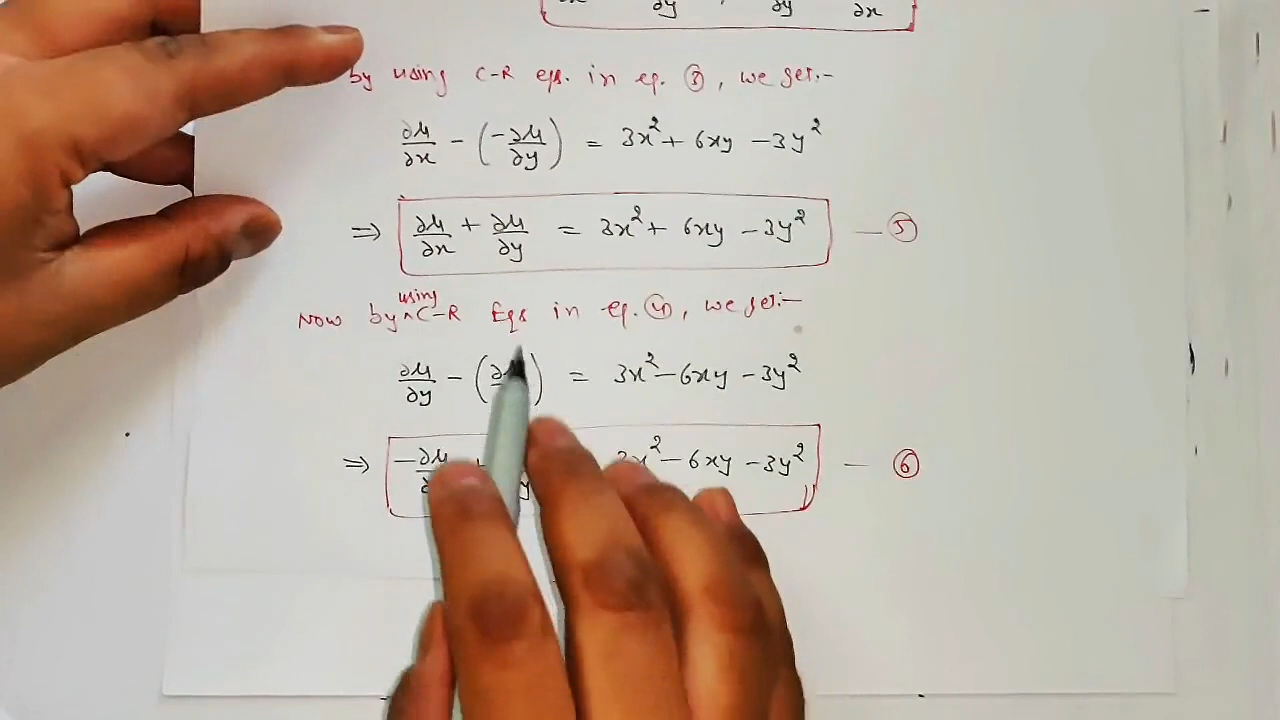 ∂y ∂y ∂x
by using C-R eqs. in eq. ③, we get:-
∂u/∂x - (-∂u/∂y) = 3x² + 6xy - 3y²
⇒ ∂u/∂x + ∂u/∂y = 3x² + 6xy - 3y² — ⑤
Now by using C-R Eqs in eq. ④, we get:-
∂u/∂y - (∂ ) = 3x² - 6xy - 3y²
⇒ -∂u/∂ + y 3x² - 6xy - 3y² — ⑥